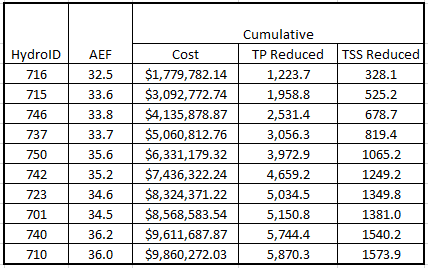 Cumulative
HydroID AEF Cost TP Reduced TSS Reduced
716 32.5 $1,779,782.14 1,223.7 328.1
715 33.6 $3,092,772.74 1,958.8 525.2
746 33.8 $4,135,878.87 2,531.4 678.7
737 33.7 $5,060,812.76 3,056.3 819.4
750 35.6 $6,331,179.32 3,972.9 1065.2
742 35.2 $7,436,322.24 4,659.2 1249.2
723 34.6 $8,324,371.22 5,034.5 1349.8
701 34.5 $8,568,583.54 5,150.8 1381.0
740 36.2 $9,611,687.87 5,744.4 1540.2
710 36.0 $9,860,272.03 5,870.3 1573.9